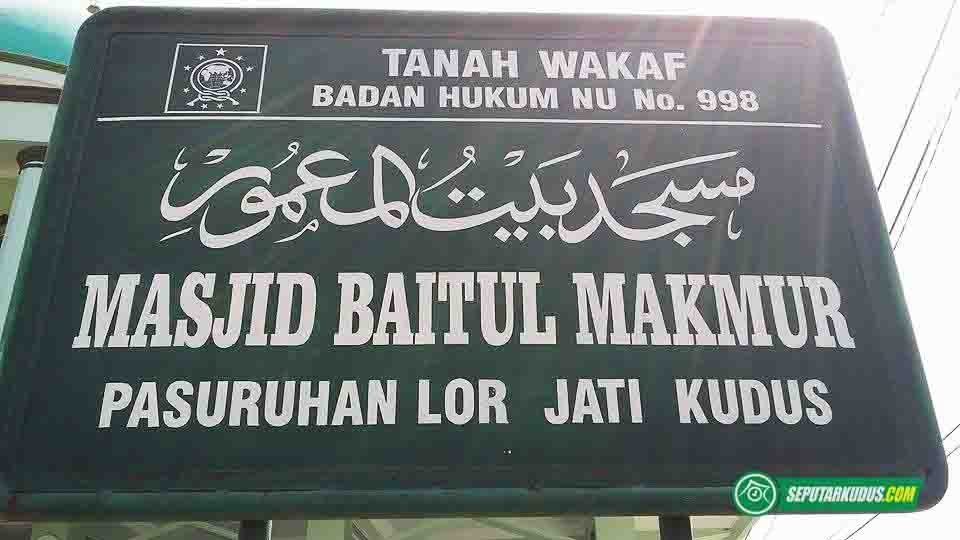 TANAH WAKAF
BADAN HUKUM NU No. 998
مسجد بيت المعمور
MASJID BAITUL MAKMUR
PASURUHAN LOR JATI KUDUS
SEPUTARKUDUS.COM